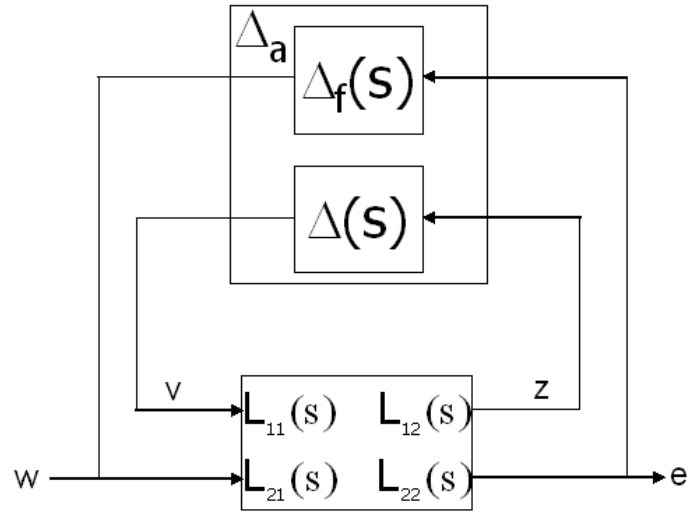 Δa
Δf(s)
Δ(s)
v
z
L11(s) L12(s)
w
L21(s) L22(s)
e